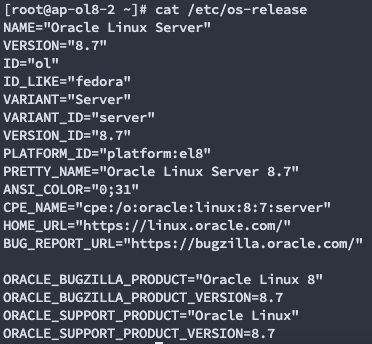 [root@ap-ol8-2 ~]# cat /etc/os-release
NAME="Oracle Linux Server"
VERSION="8.7"
ID="ol"
ID_LIKE="fedora"
VARIANT="Server"
VARIANT_ID="server"
VERSION_ID="8.7"
PLATFORM_ID="platform:el8"
PRETTY_NAME="Oracle Linux Server 8.7"
ANSI_COLOR="0;31"
CPE_NAME="cpe:/o:oracle:linux:8:7:server"
HOME_URL="https://linux.oracle.com/"
BUG_REPORT_URL="https://bugzilla.oracle.com/"

ORACLE_BUGZILLA_PRODUCT="Oracle Linux 8"
ORACLE_BUGZILLA_PRODUCT_VERSION=8.7
ORACLE_SUPPORT_PRODUCT="Oracle Linux"
ORACLE_SUPPORT_PRODUCT_VERSION=8.7